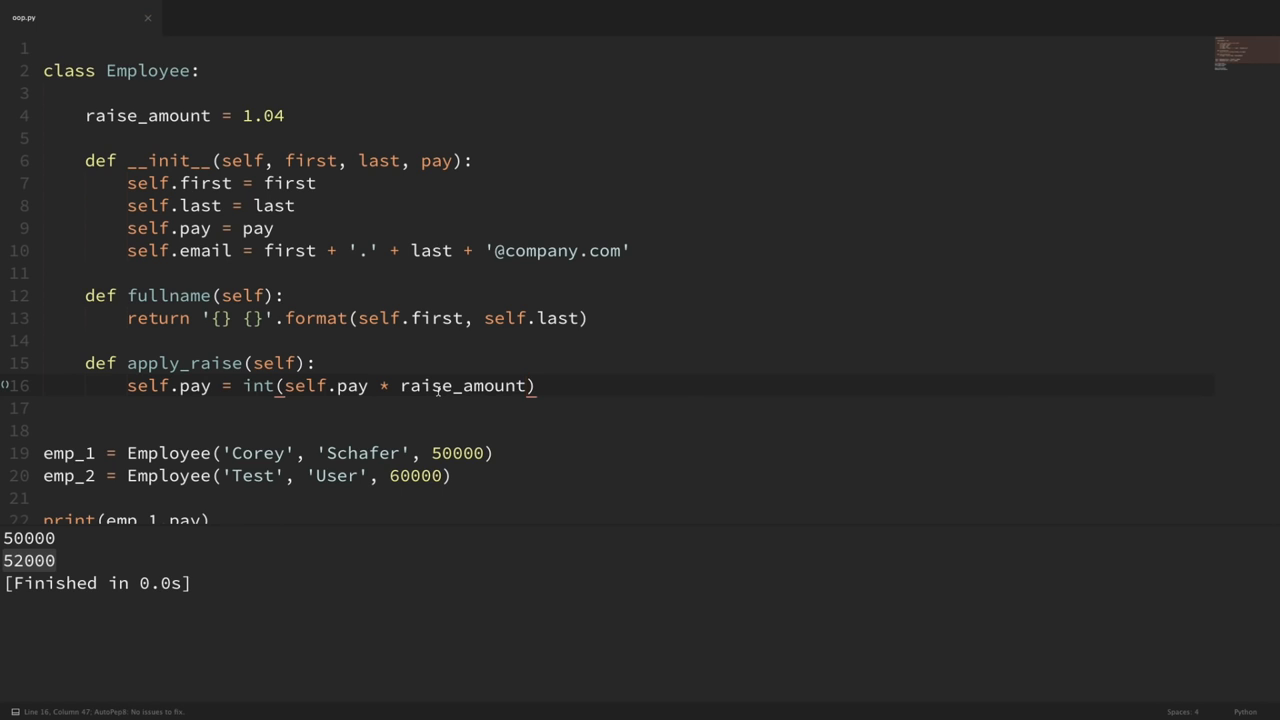 oop.py
1
2 class Employee:
3
4     raise_amount = 1.04
5
6     def __init__(self, first, last, pay):
7         self.first = first
8         self.last = last
9         self.pay = pay
10         self.email = first + '.' + last + '@company.com'
11
12     def fullname(self):
13         return '{} {}'.format(self.first, self.last)
14
15     def apply_raise(self):
()16         self.pay = int(self.pay * raise_amount)
17
18
19 emp_1 = Employee('Corey', 'Schafer', 50000)
20 emp_2 = Employee('Test', 'User', 60000)
21
22 print(emp_1.pay)
50000
52000
[Finished in 0.0s]
Line 16, Column 47; AutoPep8: No issues to fix. Spaces: 4 Python